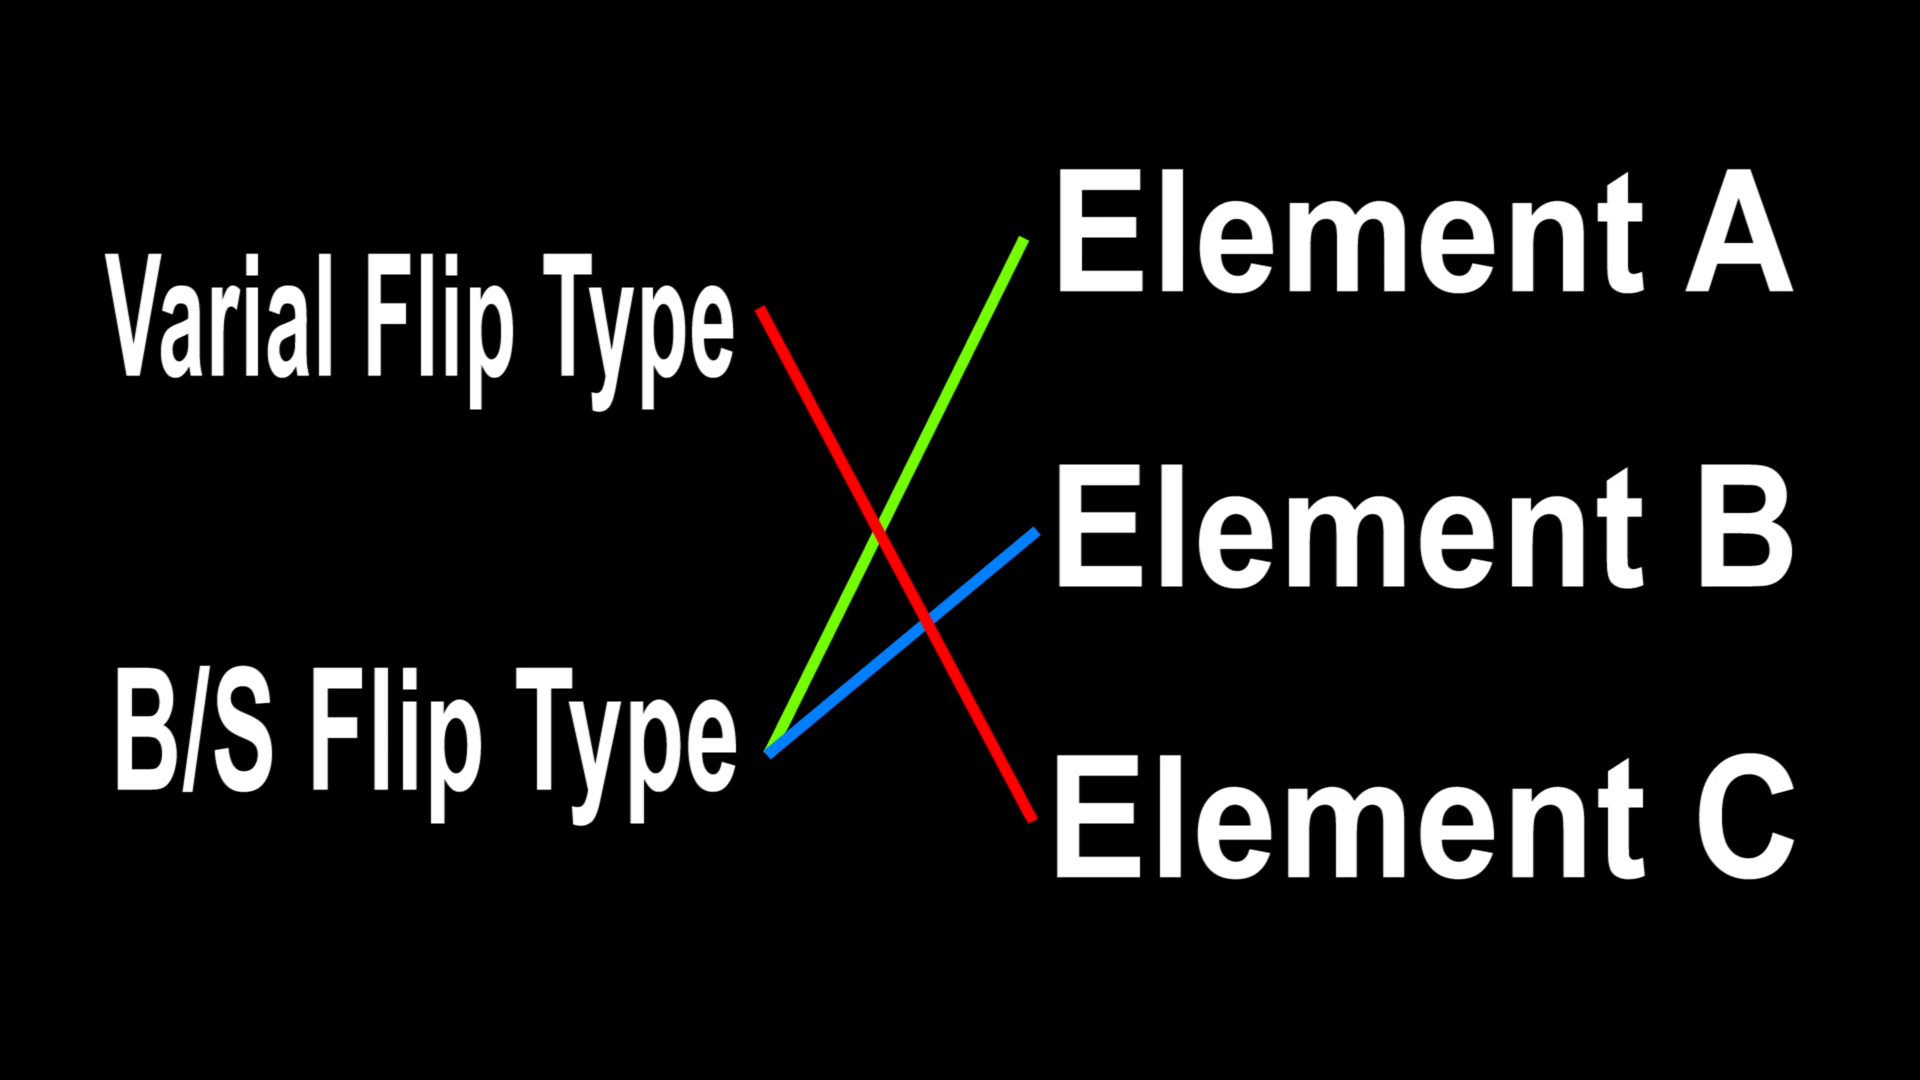 Varial Flip Type
B/S Flip Type
Element A
Element B
Element C